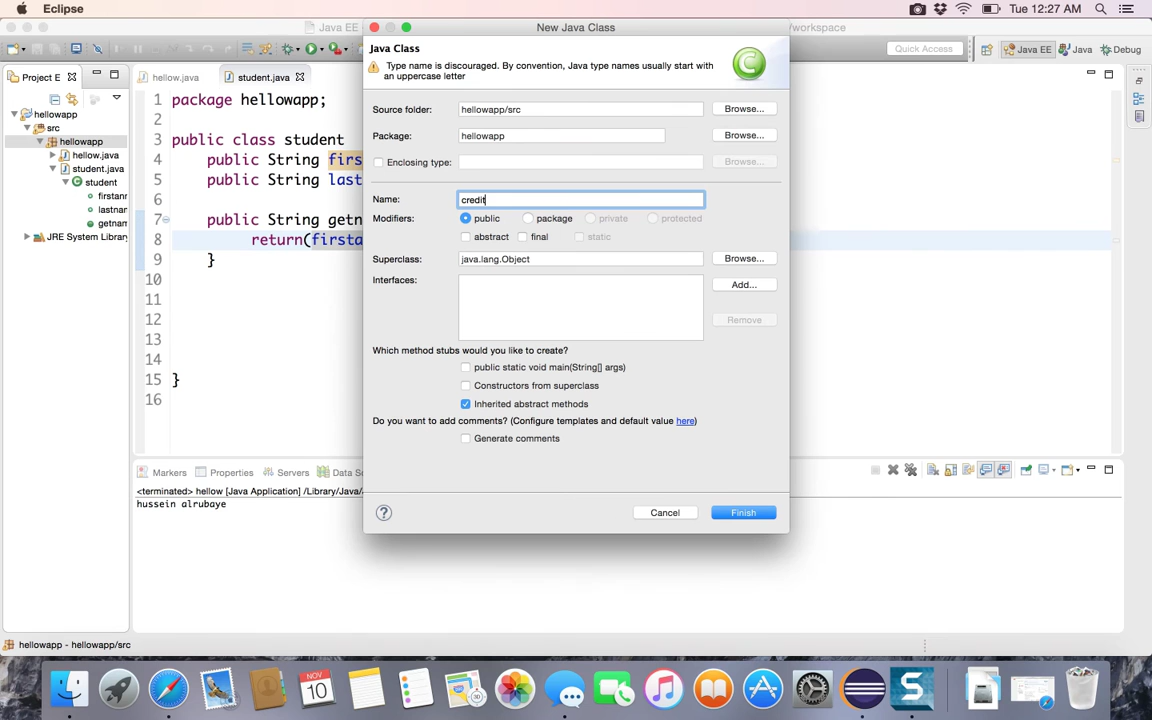 Eclipse
Tue 12:27 AM
Java EE
New Java Class
/workspace
Quick Access
Java EE
Java
Debug
Java Class
Type name is discouraged. By convention, Java type names usually start with
an uppercase letter
Project E
hellow.java
student.java
hellowapp
src
hellowapp
hellow.java
student.java
student
firstanr
lastnar
getnam
JRE System Library
1 package hellowapp;
2
3 public class student
4 public String firs
5 public String last
6
7 public String getn
8 return(firsta
9 }
10
11
12
13
14
15 }
16
Source folder: hellowapp/src Browse...
Package: hellowapp Browse...
Enclosing type: Browse...
Name: credit
Modifiers: public package private protected
abstract final static
Superclass: java.lang.Object Browse...
Interfaces: Add...
Remove
Which method stubs would you like to create?
public static void main(String[] args)
Constructors from superclass
Inherited abstract methods
Do you want to add comments? (Configure templates and default value here)
Generate comments
? Cancel Finish
Markers Properties Servers Data S
<terminated> hellow [Java Application] /Library/Java/
hussein alrubaye
hellowapp - hellowapp/src
NOV
10